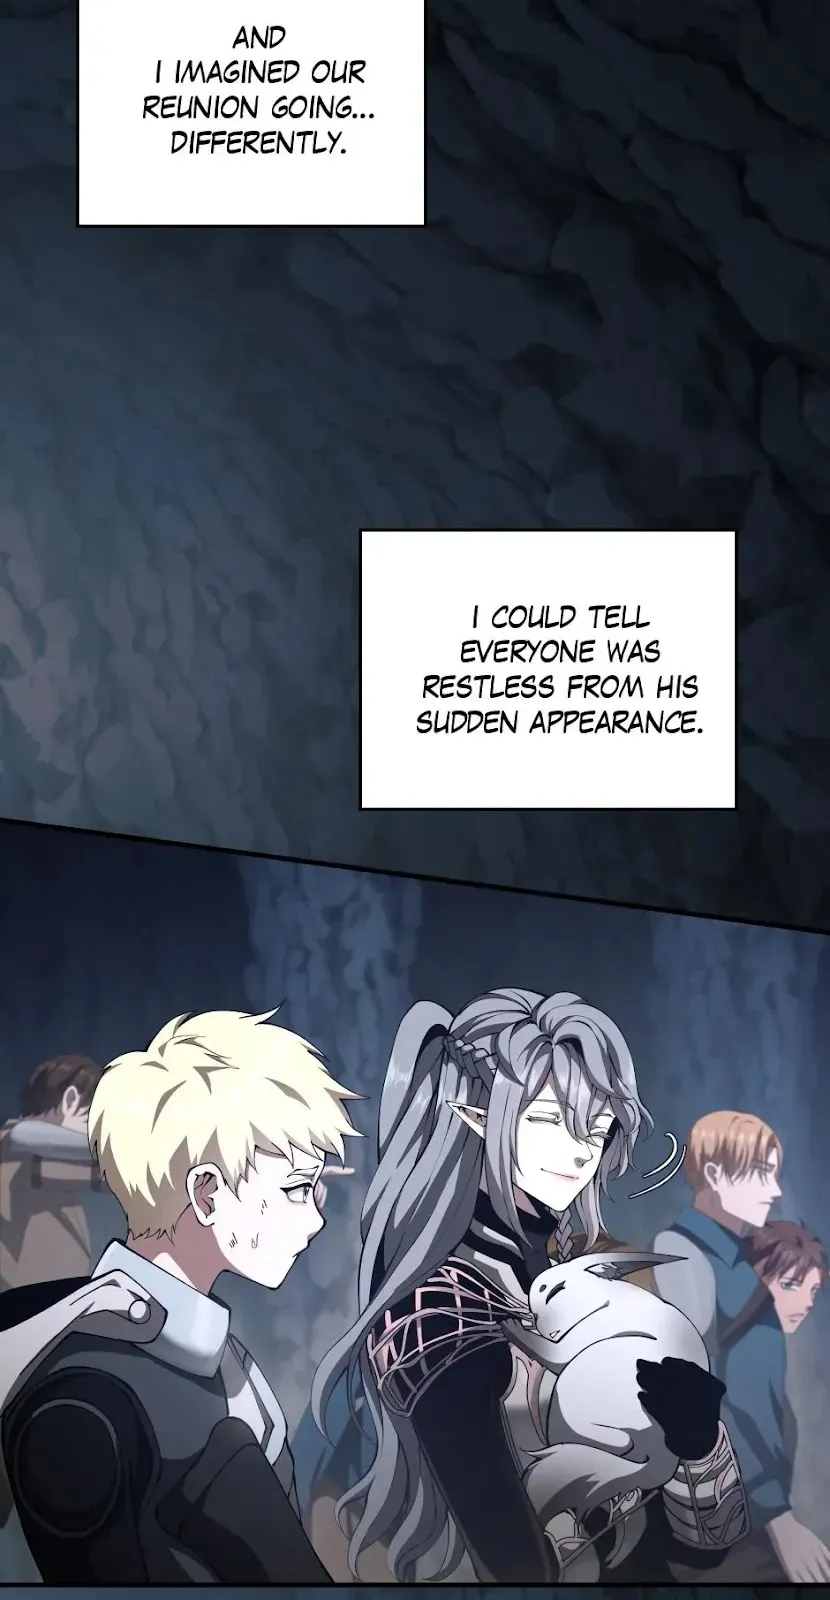 AND
I IMAGINED OUR
REUNION GOING...
DIFFERENTLY.
I COULD TELL
EVERYONE WAS
RESTLESS FROM HIS
SUDDEN APPEARANCE.